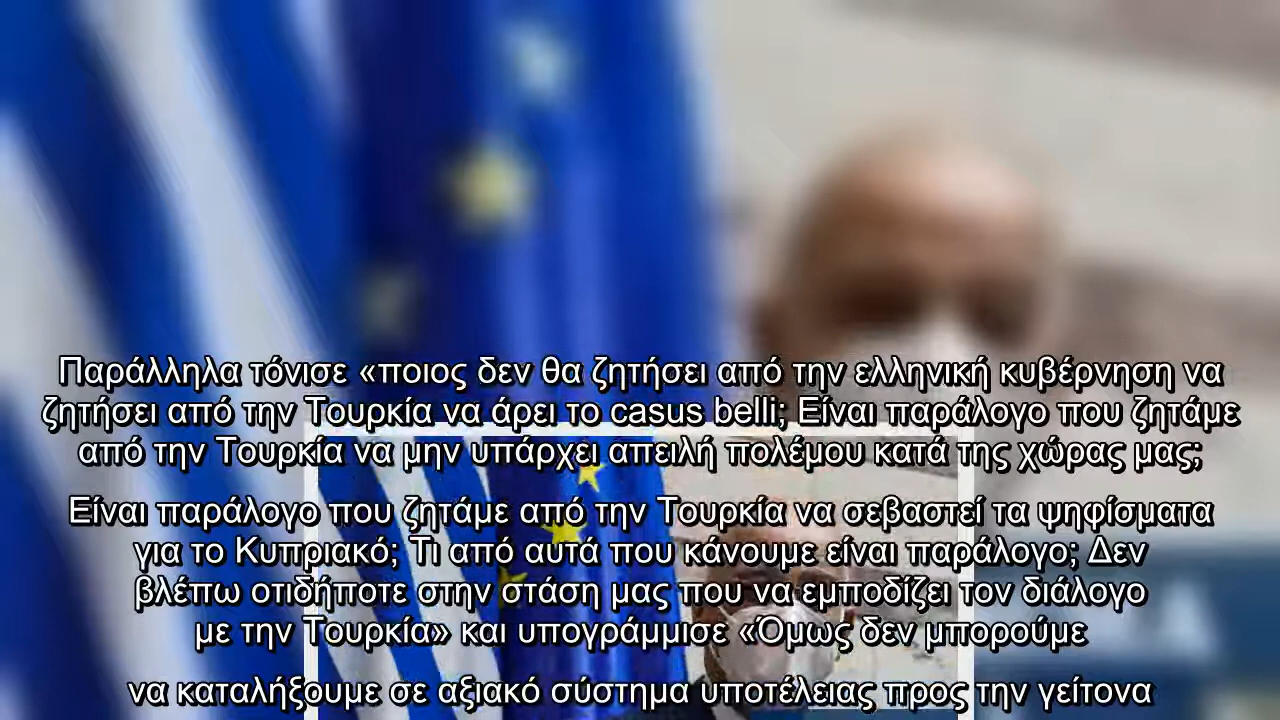 Παράλληλα τόνισε «ποιος δεν θα ζητήσει από την ελληνική κυβέρνηση να
ζητήσει από την Τουρκία να άρει το casus belli; Είναι παράλογο που ζητάμε
από την Τουρκία να μην υπάρχει απειλή πολέμου κατά της χώρας μας;
Είναι παράλογο που ζητάμε από την Τουρκία να σεβαστεί τα ψηφίσματα
για το Κυπριακό; Τι από αυτά που κάνουμε είναι παράλογο; Δεν
βλέπω οτιδήποτε στην στάση μας που να εμποδίζει τον διάλογο
με την Τουρκία» και υπογράμμισε «Όμως δεν μπορούμε
να καταλήξουμε σε αξιακό σύστημα υποτέλειας προς την γείτονα